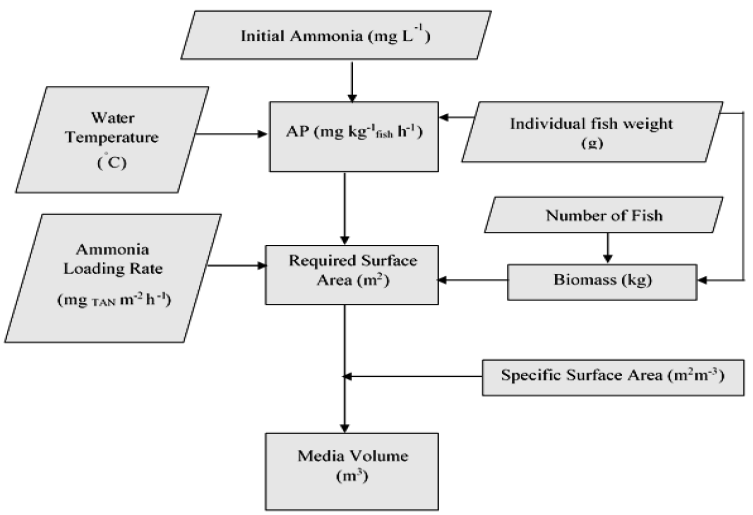 Initial Ammonia (mg L⁻¹)
Water
Temperature
(°C)
AP (mg kg⁻¹fish h⁻¹)
Individual fish weight
(g)
Number of Fish
Ammonia
Loading Rate
(mg TAN m⁻² h⁻¹)
Required Surface
Area (m²)
Biomass (kg)
Specific Surface Area (m²m⁻³)
Media Volume
(m³)